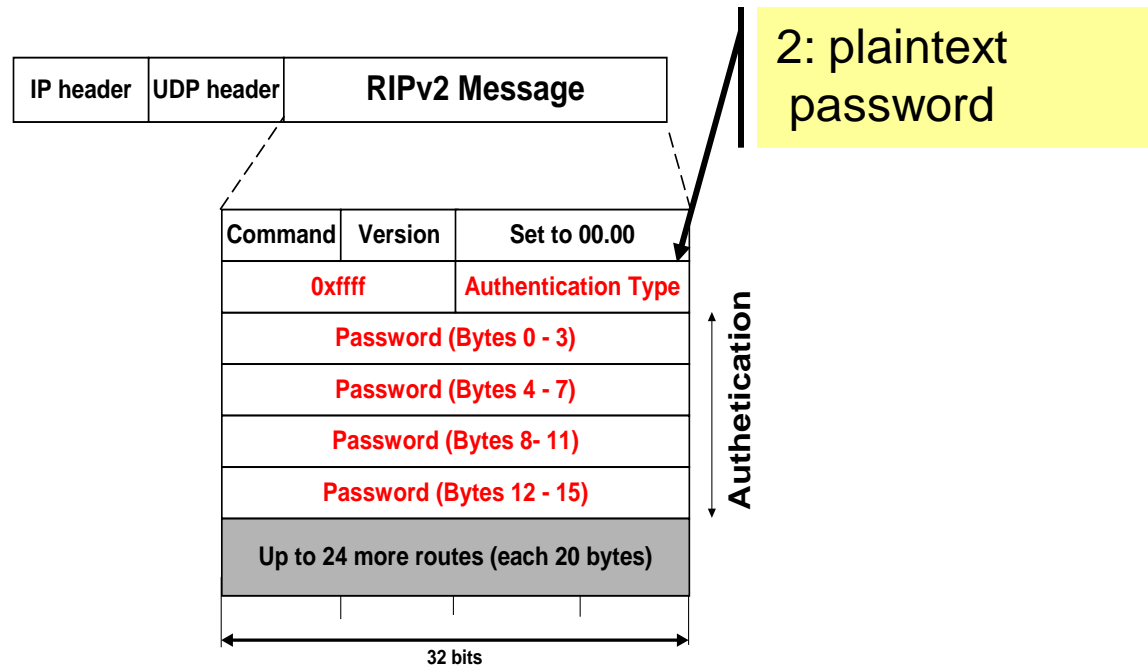 2: plaintext
password
IP header UDP header RIPv2 Message
Command Version Set to 00.00
0xffff Authentication Type
Password (Bytes 0 - 3)
Password (Bytes 4 - 7)
Password (Bytes 8- 11)
Password (Bytes 12 - 15)
Authetication
Up to 24 more routes (each 20 bytes)
32 bits